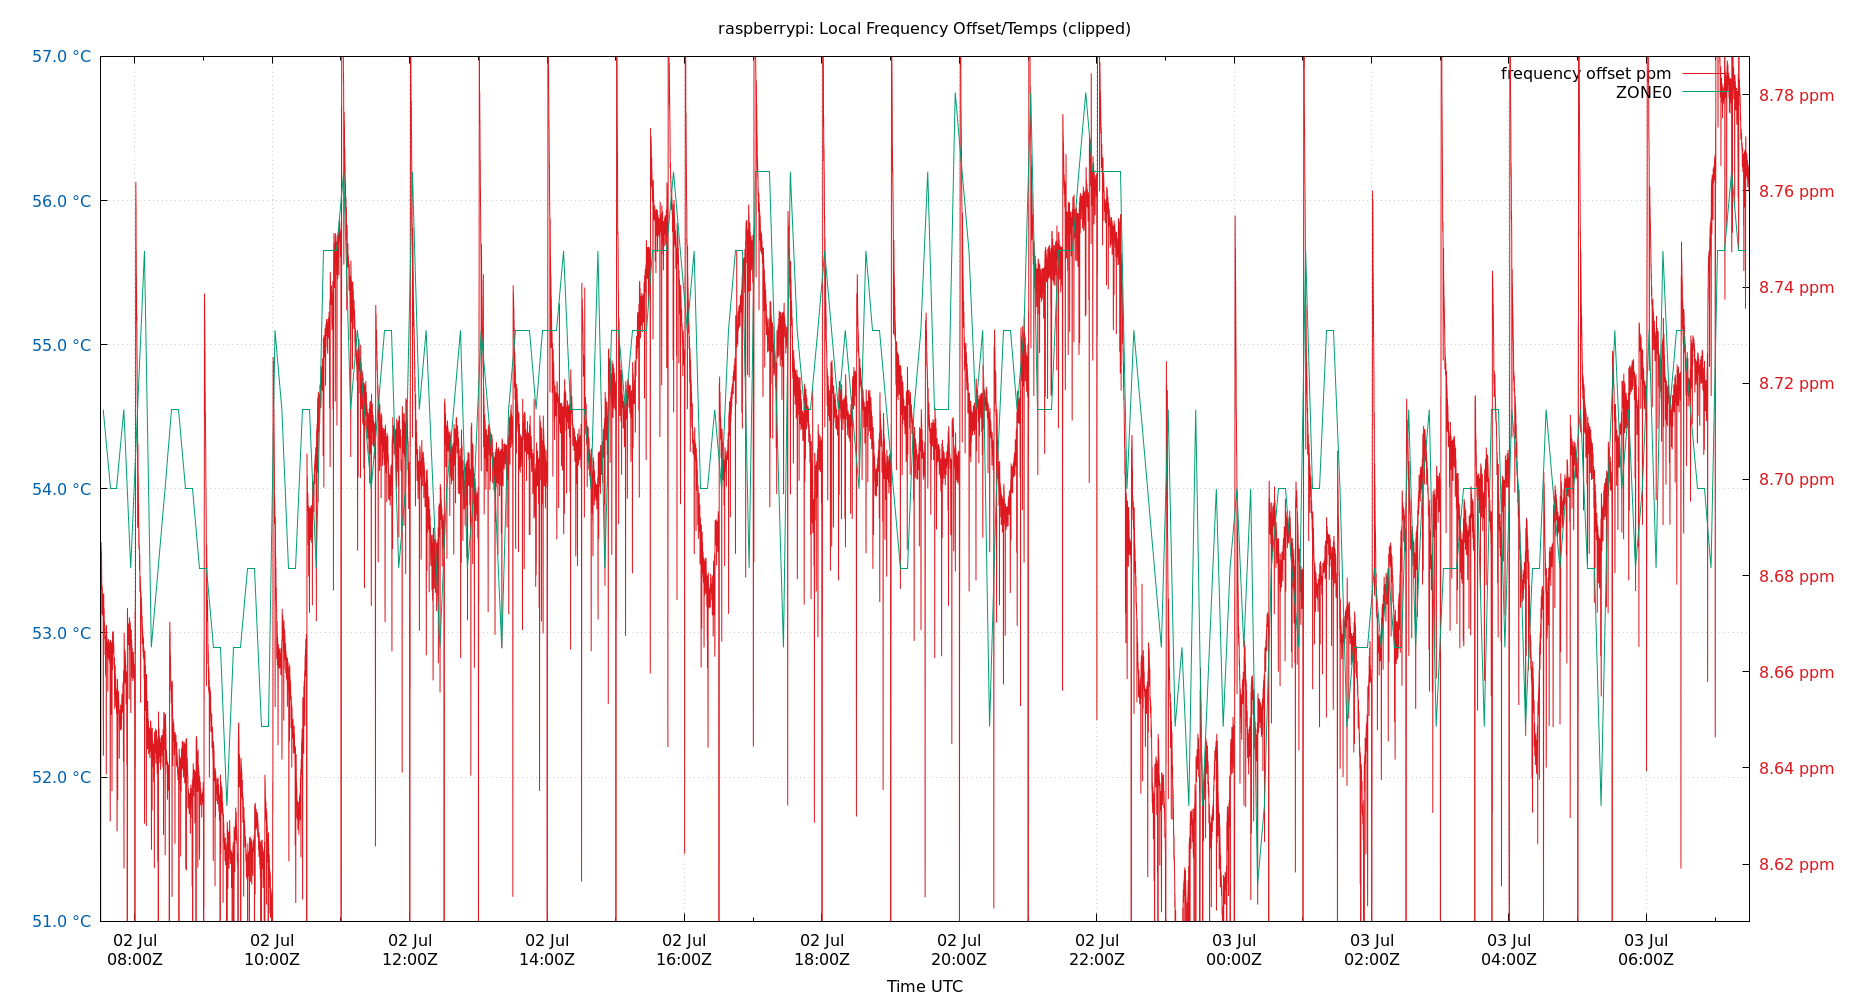 raspberrypi: Local Frequency Offset/Temps (clipped)
57.0 °C
56.0 °C
55.0 °C
54.0 °C
53.0 °C
52.0 °C
51.0 °C
frequency offset ppm
ZONE0
8.78 ppm
8.76 ppm
8.74 ppm
8.72 ppm
8.70 ppm
8.68 ppm
8.66 ppm
8.64 ppm
8.62 ppm
02 Jul
08:00Z
02 Jul
10:00Z
02 Jul
12:00Z
02 Jul
14:00Z
02 Jul
16:00Z
02 Jul
18:00Z
02 Jul
20:00Z
02 Jul
22:00Z
03 Jul
00:00Z
03 Jul
02:00Z
03 Jul
04:00Z
03 Jul
06:00Z
Time UTC